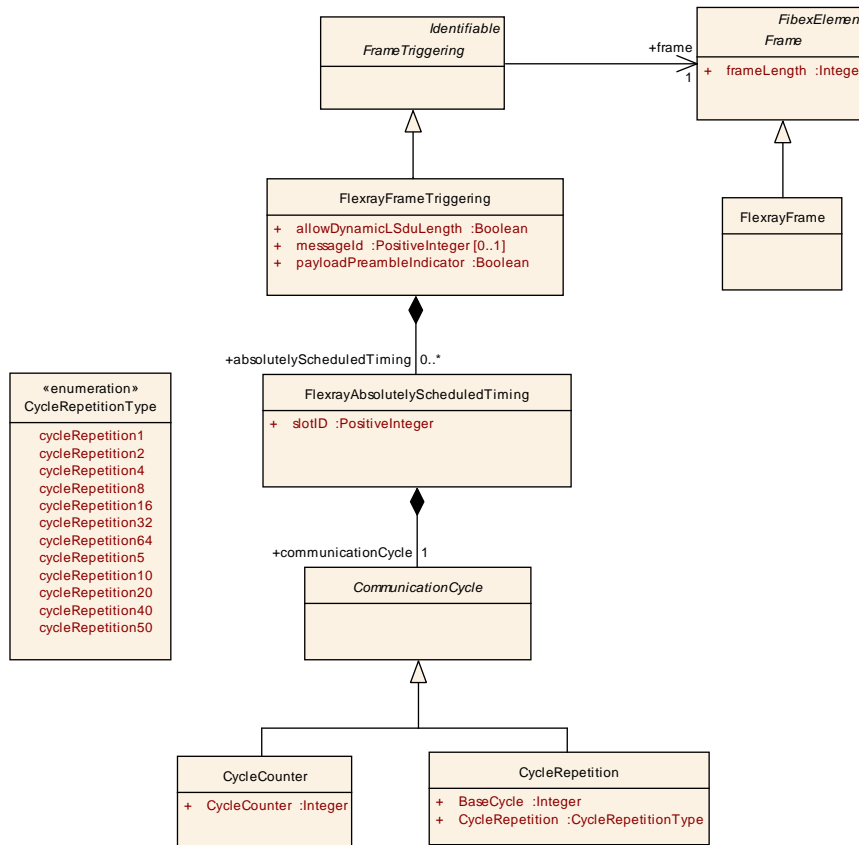 Identifiable
FrameTriggering
+frame
1
FibexElemen
Frame
+ frameLength :Integer
FlexrayFrameTriggering
+ allowDynamicLSduLength :Boolean
+ messageId :PositiveInteger [0..1]
+ payloadPreambleIndicator :Boolean
FlexrayFrame
+absolutelyScheduledTiming 0..*
«enumeration»
CycleRepetitionType
cycleRepetition1
cycleRepetition2
cycleRepetition4
cycleRepetition8
cycleRepetition16
cycleRepetition32
cycleRepetition64
cycleRepetition5
cycleRepetition10
cycleRepetition20
cycleRepetition40
cycleRepetition50
FlexrayAbsolutelyScheduledTiming
+ slotID :PositiveInteger
+communicationCycle 1
CommunicationCycle
CycleCounter
+ CycleCounter :Integer
CycleRepetition
+ BaseCycle :Integer
+ CycleRepetition :CycleRepetitionType